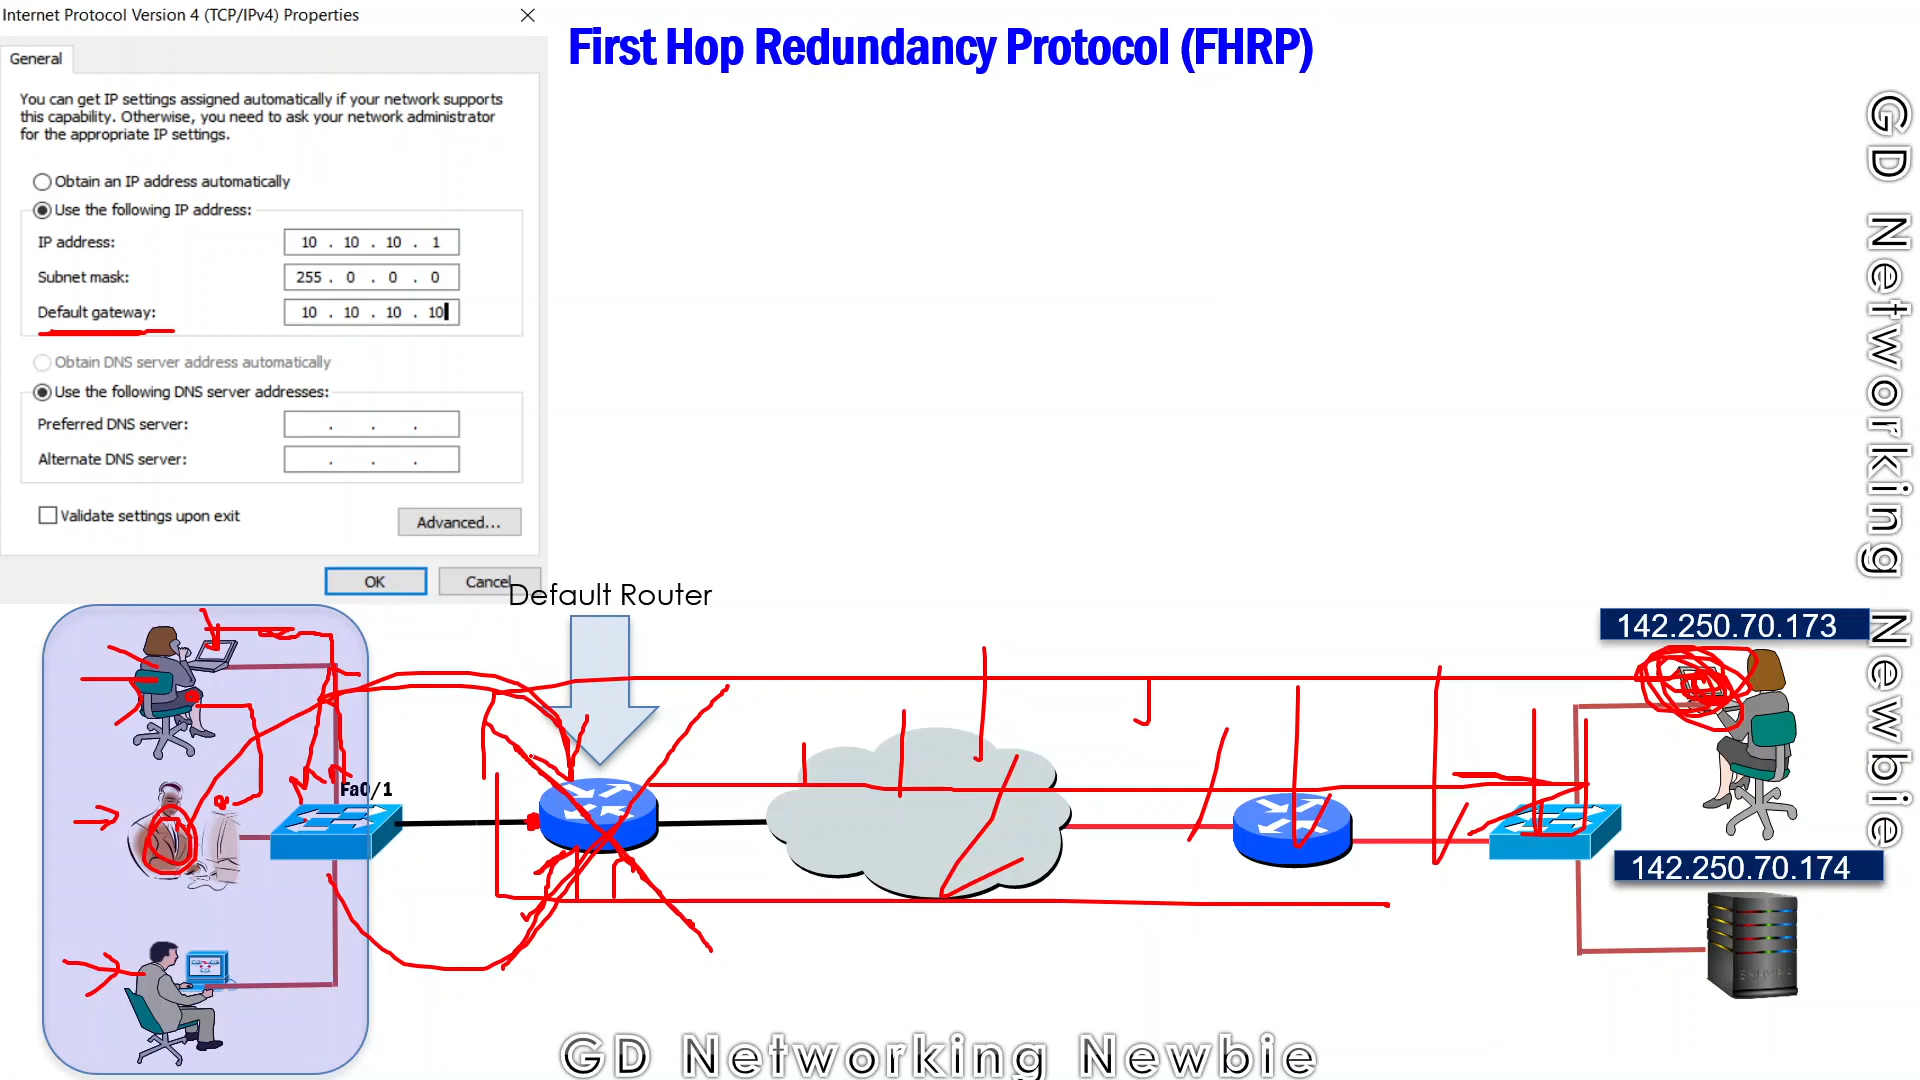 Internet Protocol Version 4 (TCP/IPv4) Properties
General
You can get IP settings assigned automatically if your network supports
this capability. Otherwise, you need to ask your network administrator
for the appropriate IP settings.
Obtain an IP address automatically
Use the following IP address:
IP address:
10 . 10 . 10 . 1
Subnet mask:
255 . 0 . 0 . 0
Default gateway:
10 . 10 . 10 . 10
Obtain DNS server address automatically
Use the following DNS server addresses:
Preferred DNS server:
. . .
Alternate DNS server:
. . .
Validate settings upon exit
Advanced...
OK
Cancel
First Hop Redundancy Protocol (FHRP)
GD Networking Newbie
Default Router
Fa0/1
142.250.70.173
142.250.70.174
GD Networking Newbie